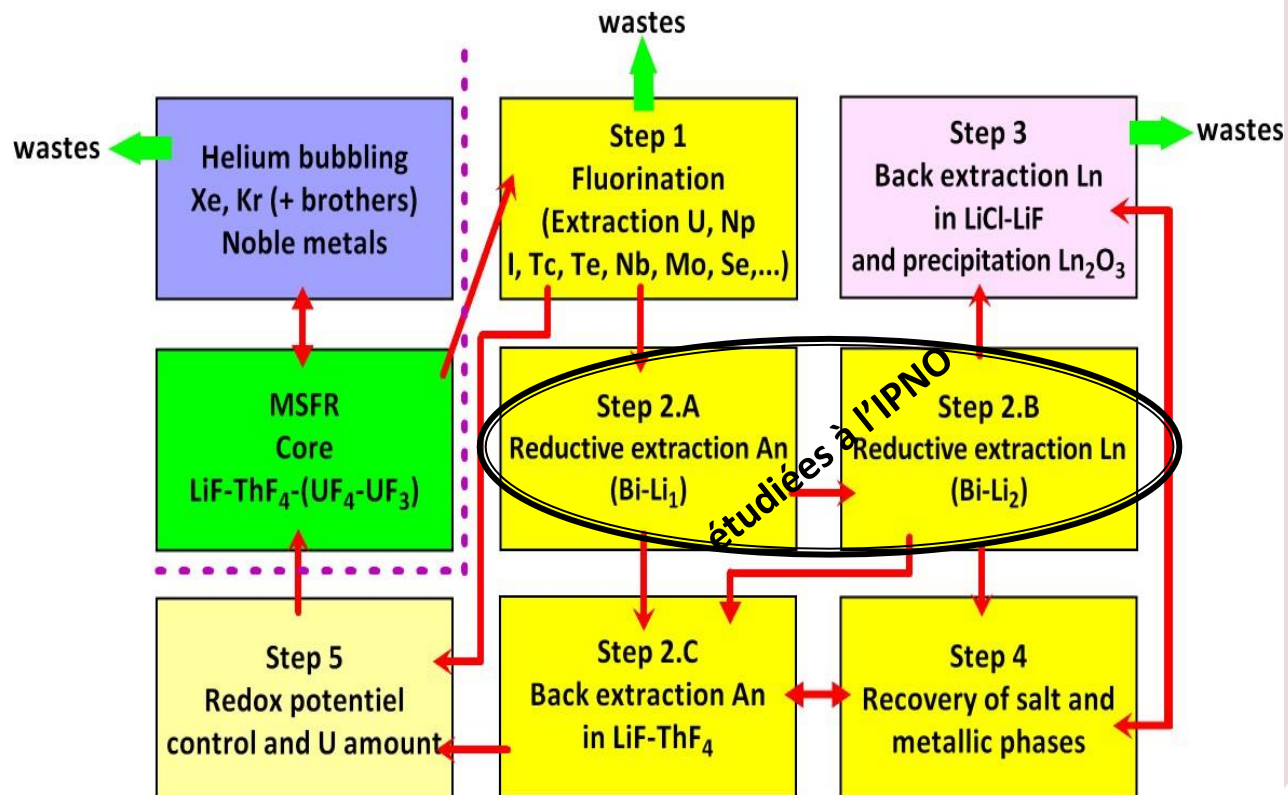 wastes
wastes
Helium bubbling
Xe, Kr (+ brothers)
Noble metals
Step 1
Fluorination
(Extraction U, Np
I, Tc, Te, Nb, Mo, Se,...)
Step 3
Back extraction Ln
in LiCl-LiF
and precipitation Ln₂O₃
wastes
MSFR
Core
LiF-ThF₄-(UF₄-UF₃)
Step 2.A
Reductive extraction An
(Bi-Li₁)
étudiées à l'IPNO
Step 2.B
Reductive extraction Ln
(Bi-Li₂)
Step 5
Redox potentiel
control and U amount
Step 2.C
Back extraction An
in LiF-ThF₄
Step 4
Recovery of salt and
metallic phases